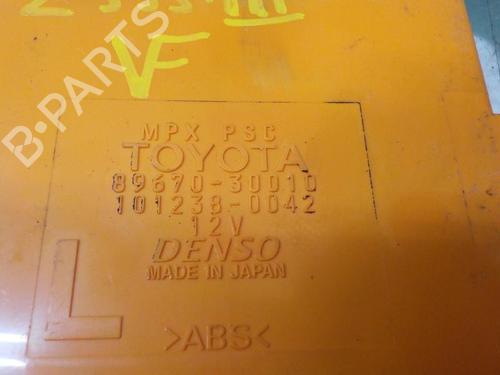 B-PARTS
MPX PSC
TOYOTA
89670-30010
101238-0042
12V
DENSO
MADE IN JAPAN
L
>ABS<